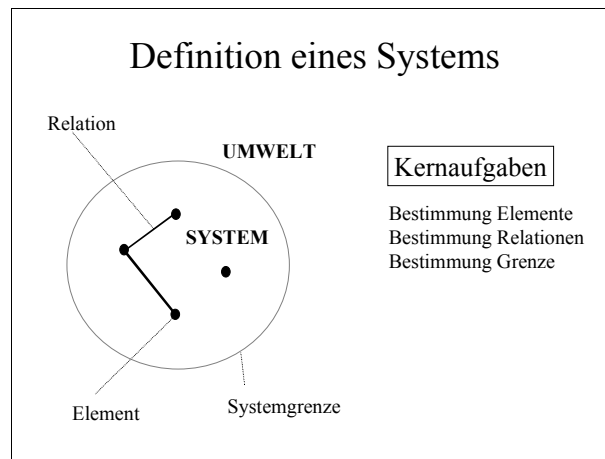 Definition eines Systems
Relation
UMWELT
SYSTEM
Element
Systemgrenze
Kernaufgaben
Bestimmung Elemente
Bestimmung Relationen
Bestimmung Grenze